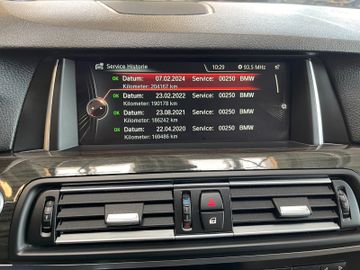 Service Historie 10:29 93.5 MHz
OK Datum: 07.02.2024 Service: 00250 BMW
Kilometer: 204167 km
OK Datum: 23.02.2022 Service: 00250 BMW
Kilometer: 190178 km
OK Datum: 23.08.2021 Service: 00250 BMW
Kilometer: 186242 km
OK Datum: 22.04.2020 Service: 00250 BMW
Kilometer: 169486 km